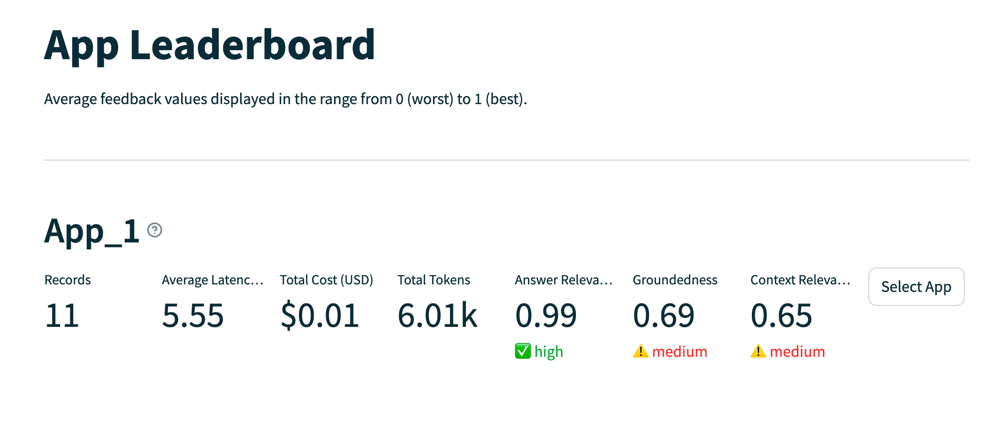 App Leaderboard
Average feedback values displayed in the range from 0 (worst) to 1 (best).
App_1
Records
11
Average Latenc…
5.55
Total Cost (USD)
$0.01
Total Tokens
6.01k
Answer Releva…
0.99
✅ high
Groundedness
0.69
⚠️ medium
Context Releva…
0.65
⚠️ medium
Select App